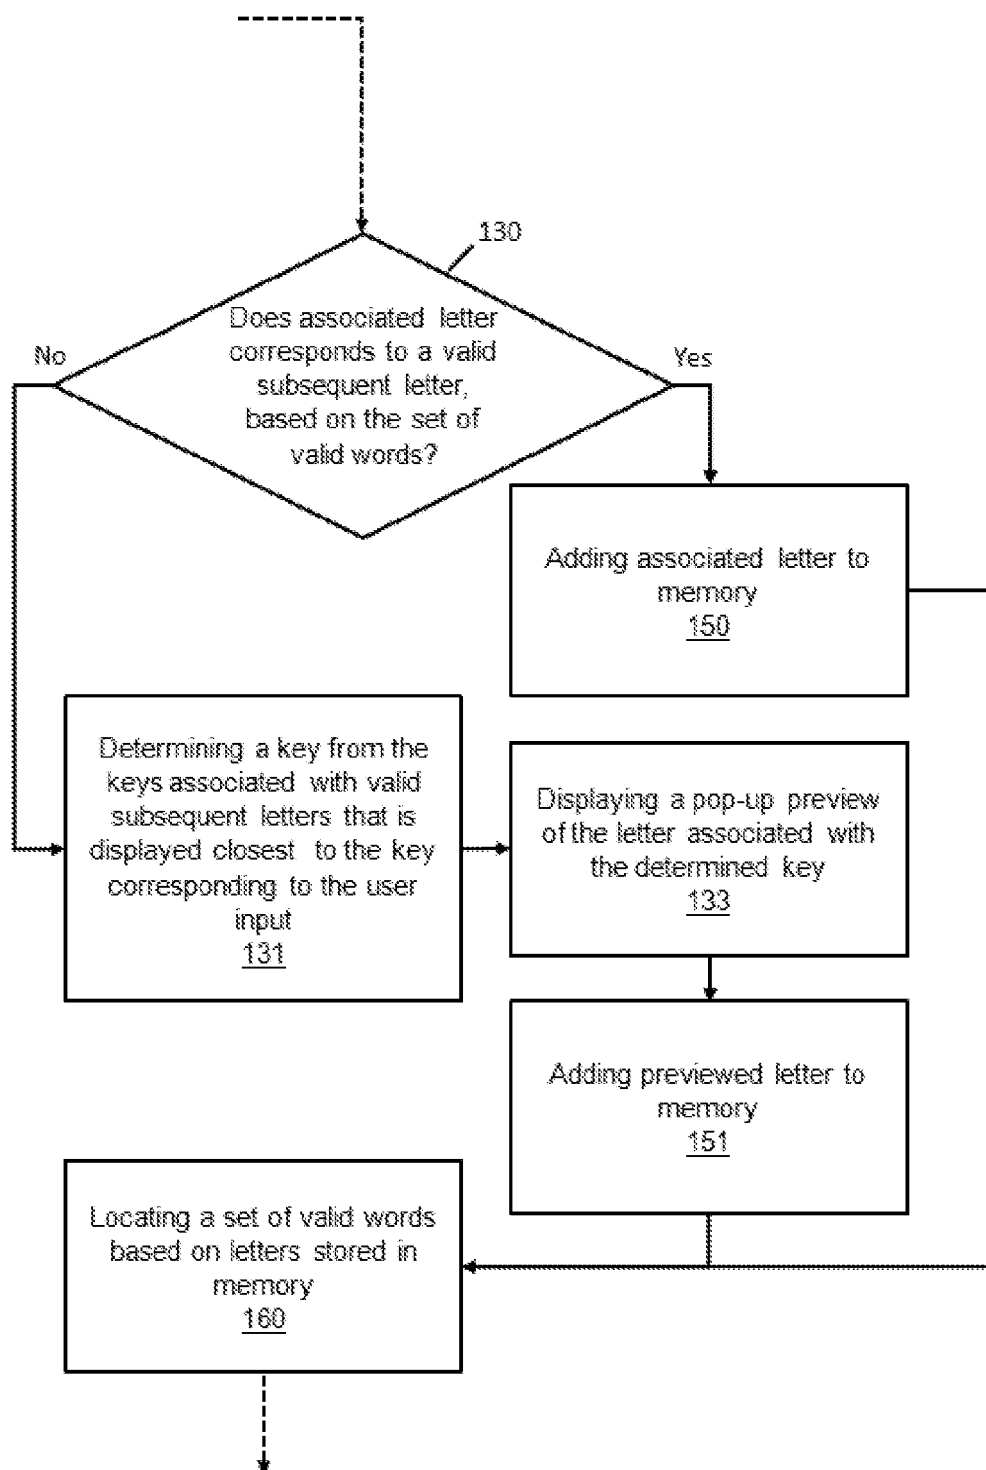 130
Does associated letter
corresponds to a valid
subsequent letter,
based on the set of
valid words?
No
Yes
Adding associated letter to
memory
150
Determining a key from the
keys associated with valid
subsequent letters that is
displayed closest to the key
corresponding to the user
input
131
Displaying a pop-up preview
of the letter associated with
the determined key
133
Adding previewed letter to
memory
151
Locating a set of valid words
based on letters stored in
memory
160